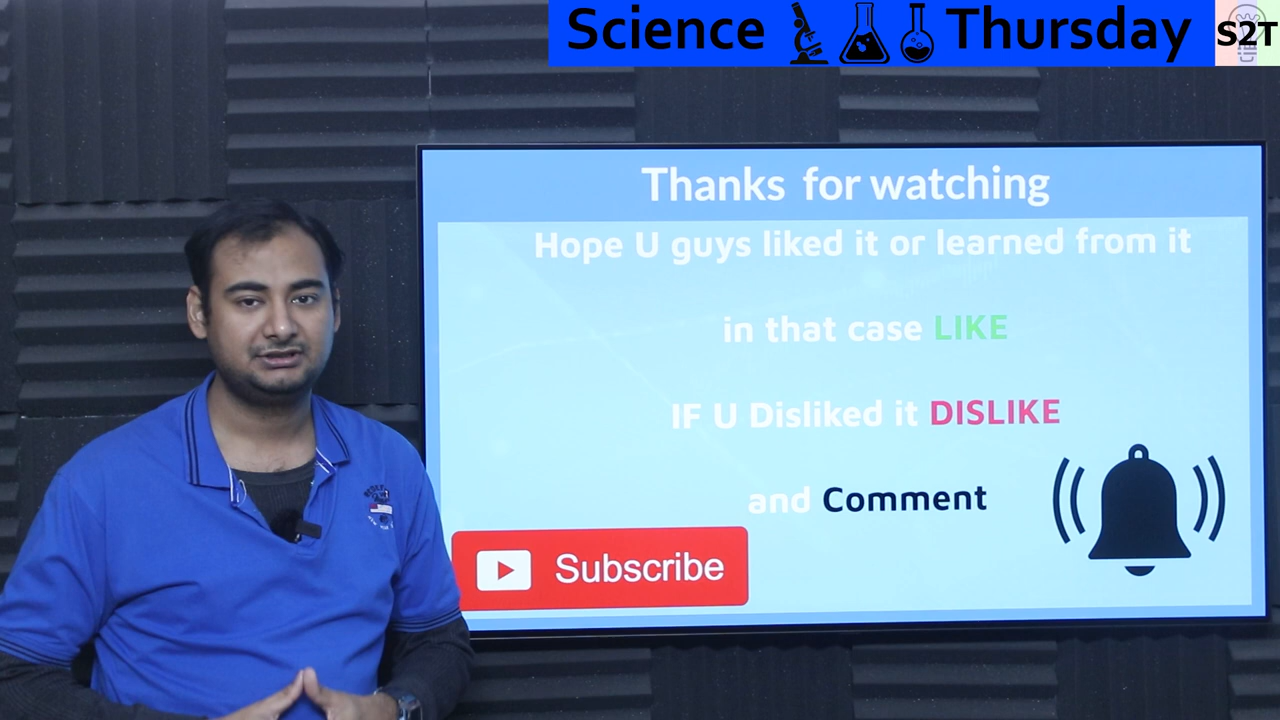 Science Thursday
S2T
Thanks for watching
Hope U guys liked it or learned from it
in that case LIKE
IF U Disliked it DISLIKE
and Comment
Subscribe